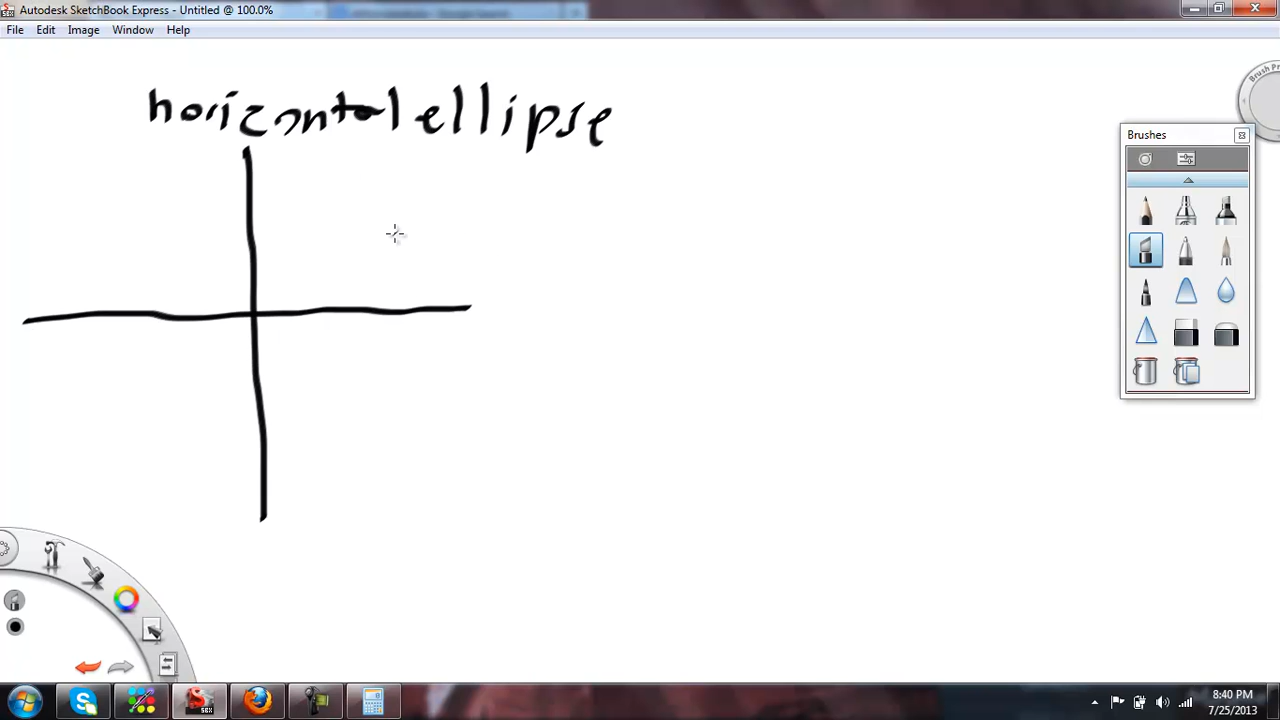 Autodesk SketchBook Express - Untitled @ 100.0%
File Edit Image Window Help
horizontal ellipse
Brushes
8:40 PM
7/25/2013